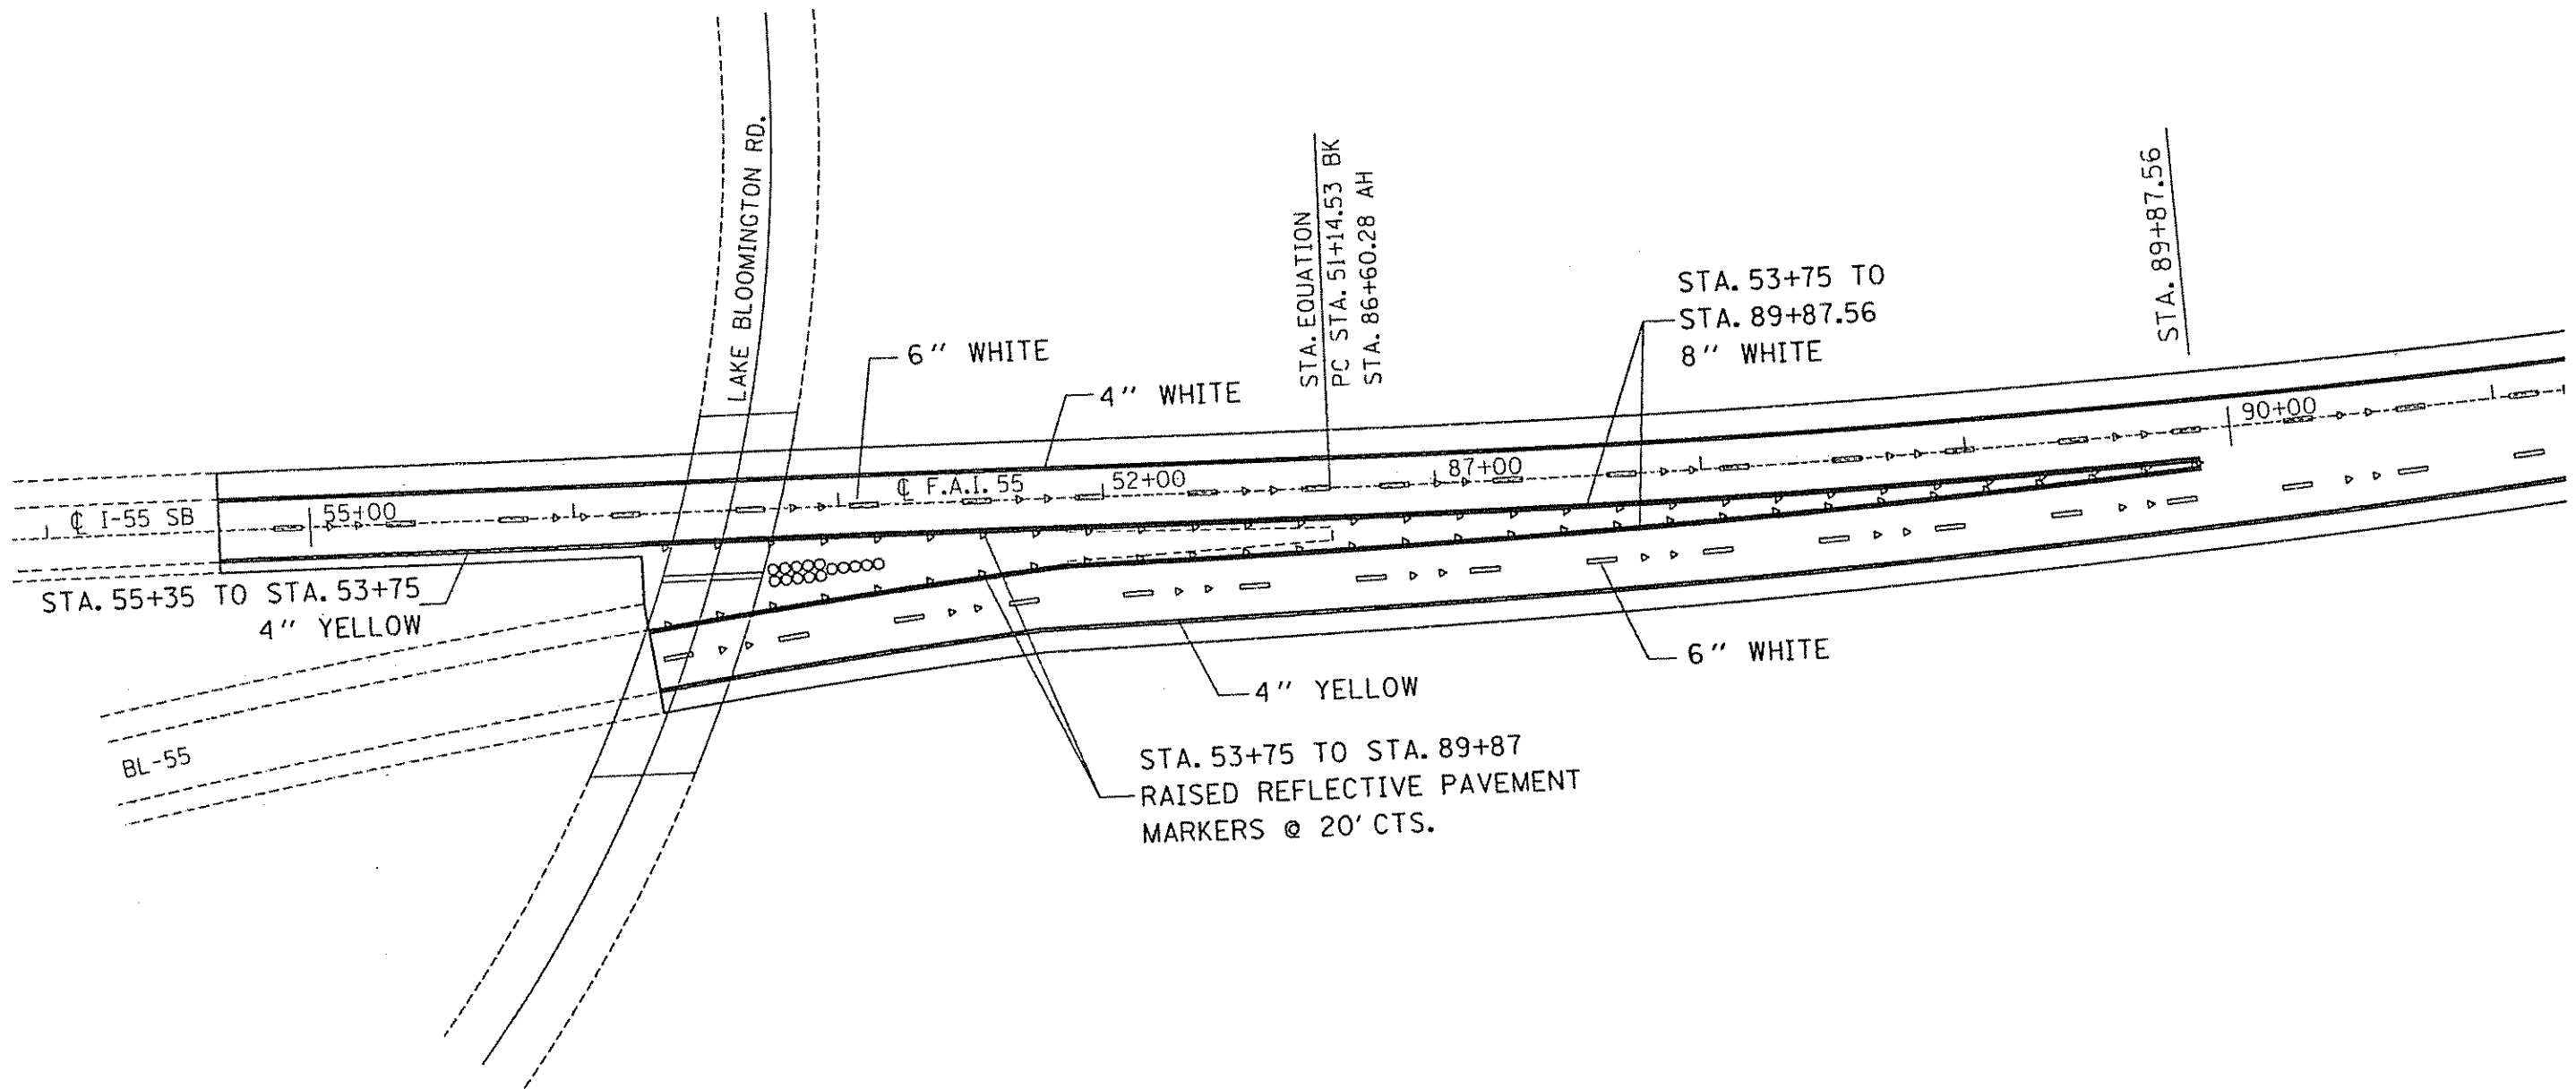 LAKE BLOOMINGTON RD.
STA. EQUATION
PC STA. 51+14.53 BK
STA. 86+60.28 AH
STA. 89+87.56
STA. 53+75 TO
STA. 89+87.56
8" WHITE
6" WHITE
4" WHITE
90+00
87+00
52+00
℄ F.A.I. 55
55+00
℄ I-55 SB
STA. 55+35 TO STA. 53+75
4" YELLOW
6" WHITE
4" YELLOW
BL-55
STA. 53+75 TO STA. 89+87
RAISED REFLECTIVE PAVEMENT
MARKERS @ 20' CTS.